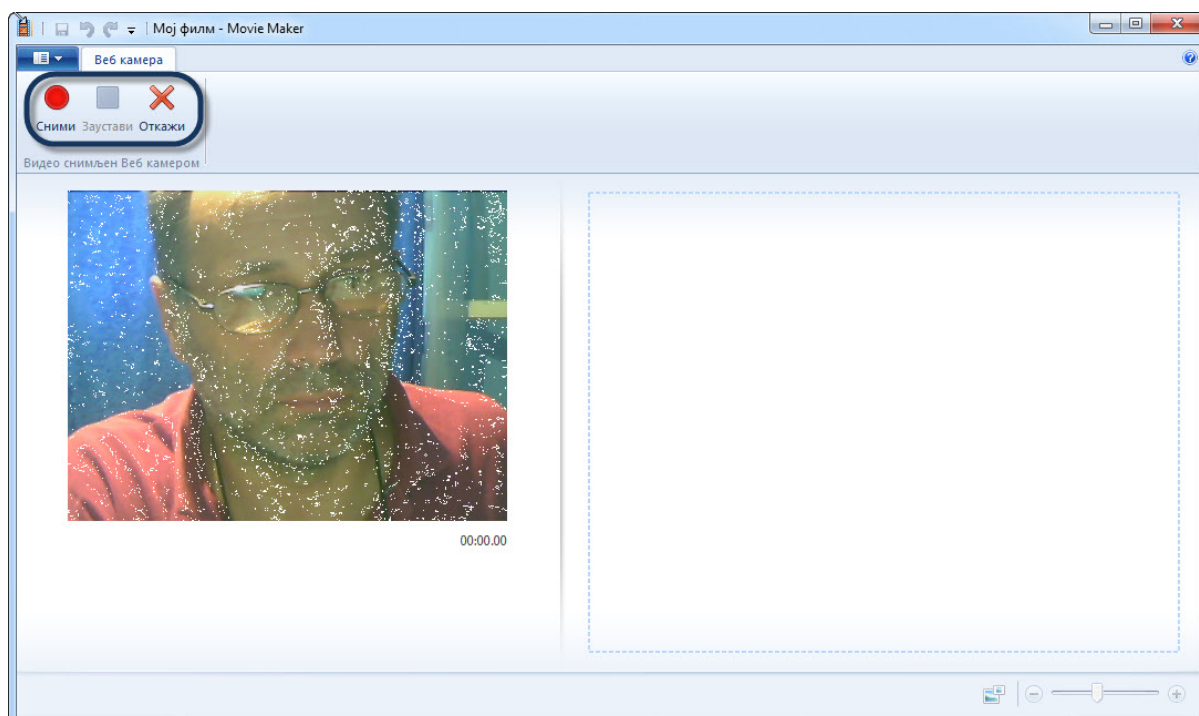 Мој филм - Movie Maker
Веб камера
Сними Заустави Откажи
Видео снимљен Веб камером
00:00.00